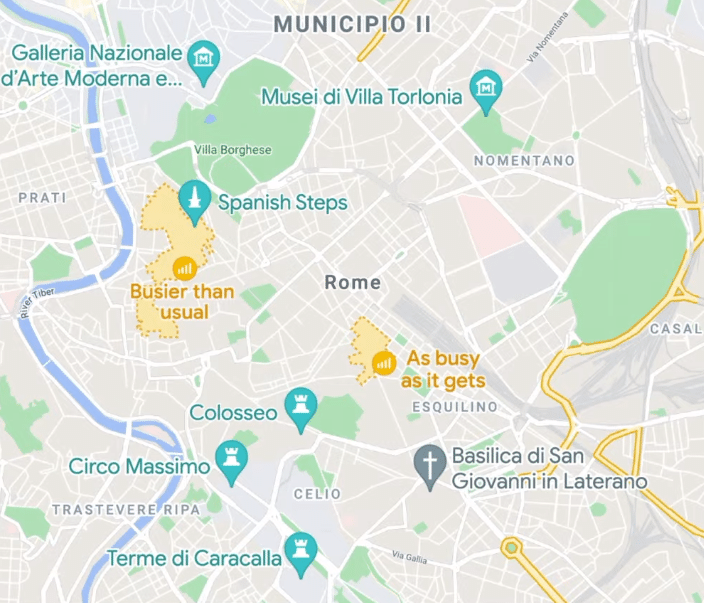 MUNICIPIO II
Via Nomentana
Galleria Nazionale
d'Arte Moderna e...
M
M
Musei di Villa Torlonia
Villa Borghese
NOMENTANO
PRATI
Spanish Steps
Rome
River Tiber
Busier than
usual
CASAL
As busy
as it gets
ESQUILINO
Colosseo
Basilica di San
Giovanni in Laterano
Circo Massimo
CELIO
TRASTEVERE RIPA
Terme di Caracalla
Via Gallia